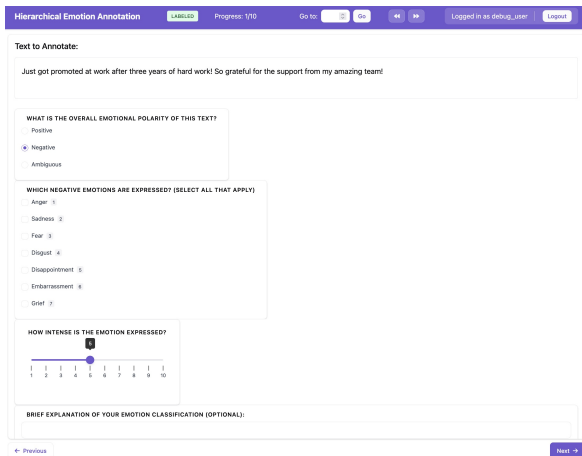 Hierarchical Emotion Annotation LABELED Progress: 1/10 Go to: Go Logged in as debug_user Logout
Text to Annotate:
Just got promoted at work after three years of hard work! So grateful for the support from my amazing team!
WHAT IS THE OVERALL EMOTIONAL POLARITY OF THIS TEXT?
Positive
Negative
Ambiguous
WHICH NEGATIVE EMOTIONS ARE EXPRESSED? (SELECT ALL THAT APPLY)
Anger 1
Sadness 2
Fear 3
Disgust 4
Disappointment 5
Embarrassment 6
Grief 7
HOW INTENSE IS THE EMOTION EXPRESSED?
5
1 2 3 4 5 6 7 8 9 10
BRIEF EXPLANATION OF YOUR EMOTION CLASSIFICATION (OPTIONAL):
← Previous Next →